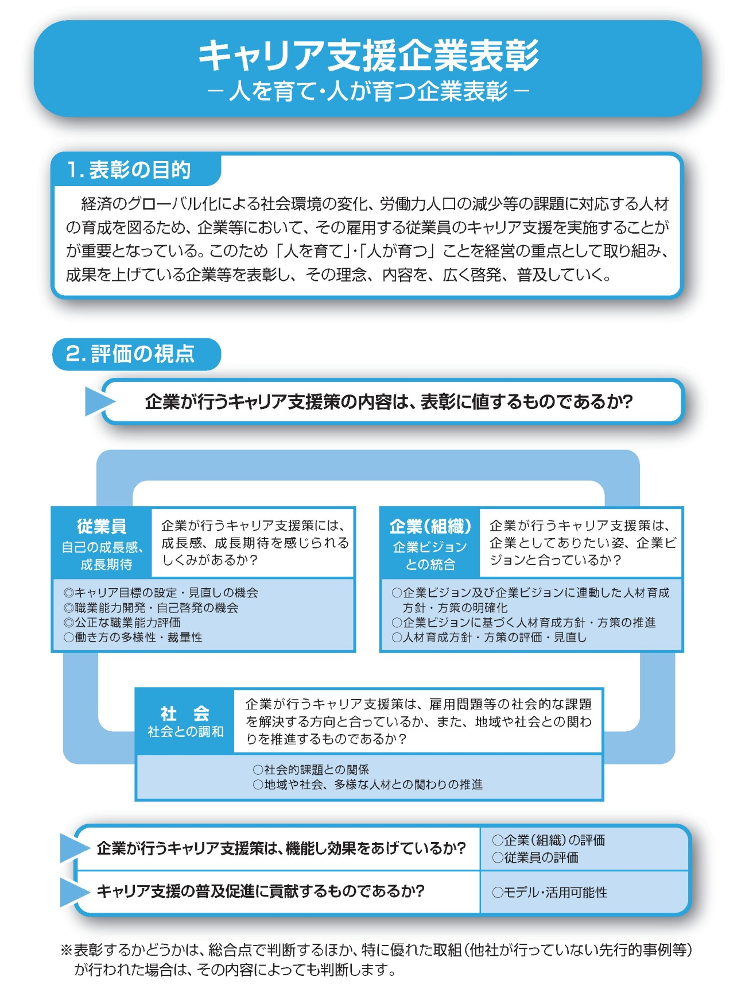 キャリア支援企業表彰
－人を育て・人が育つ企業表彰－
1. 表彰の目的
経済のグローバル化による社会環境の変化、労働力人口の減少等の課題に対応する人材
の育成を図るため、企業等において、その雇用する従業員のキャリア支援を実施することが
が重要となっている。このため「人を育て」・「人が育つ」ことを経営の重点として取り組み、
成果を上げている企業等を表彰し、その理念、内容を、広く啓発、普及していく。
2. 評価の視点
企業が行うキャリア支援策の内容は、表彰に値するものであるか?
従業員
自己の成長感、
成長期待
企業が行うキャリア支援策には、
成長感、成長期待を感じられる
しくみがあるか?
◎キャリア目標の設定・見直しの機会
◎職業能力開発・自己啓発の機会
◎公正な職業能力評価
○働き方の多様性・裁量性
企業(組織)
企業ビジョン
との統合
企業が行うキャリア支援策は、
企業としてありたい姿、企業ビ
ジョンと合っているか?
○企業ビジョン及び企業ビジョンに連動した人材育成
方針・方策の明確化
○企業ビジョンに基づく人材育成方針・方策の推進
○人材育成方針・方策の評価・見直し
社　会
社会との調和
企業が行うキャリア支援策は、雇用問題等の社会的な課題
を解決する方向と合っているか、また、地域や社会との関わ
りを推進するものであるか?
○社会的課題との関係
○地域や社会、多様な人材との関わりの推進
企業が行うキャリア支援策は、機能し効果をあげているか?
○企業(組織)の評価
○従業員の評価
キャリア支援の普及促進に貢献するものであるか?
○モデル・活用可能性
※表彰するかどうかは、総合点で判断するほか、特に優れた取組(他社が行っていない先行的事例等)
が行われた場合は、その内容によっても判断します。